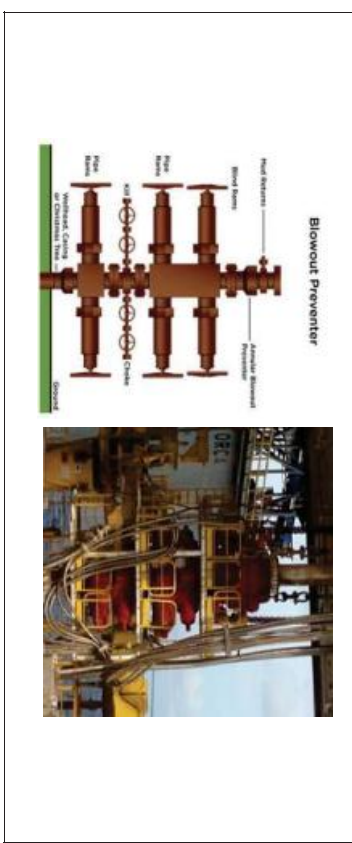 Blowout Preventer
Mud Returns
Annular Blowout
Preventer
Blind Rams
Pipe
Rams
Kill
Choke
Pipe
Rams
Wellhead, Casing
or Christmas Tree
Ground
ORCA